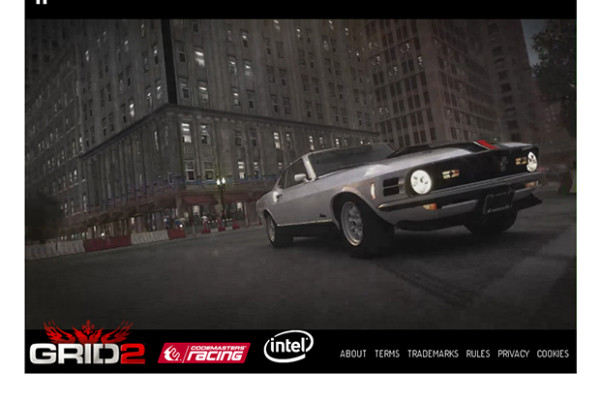 GRID2
CODEMASTERS
racing
intel
ABOUT TERMS TRADEMARKS RULES PRIVACY COOKIES